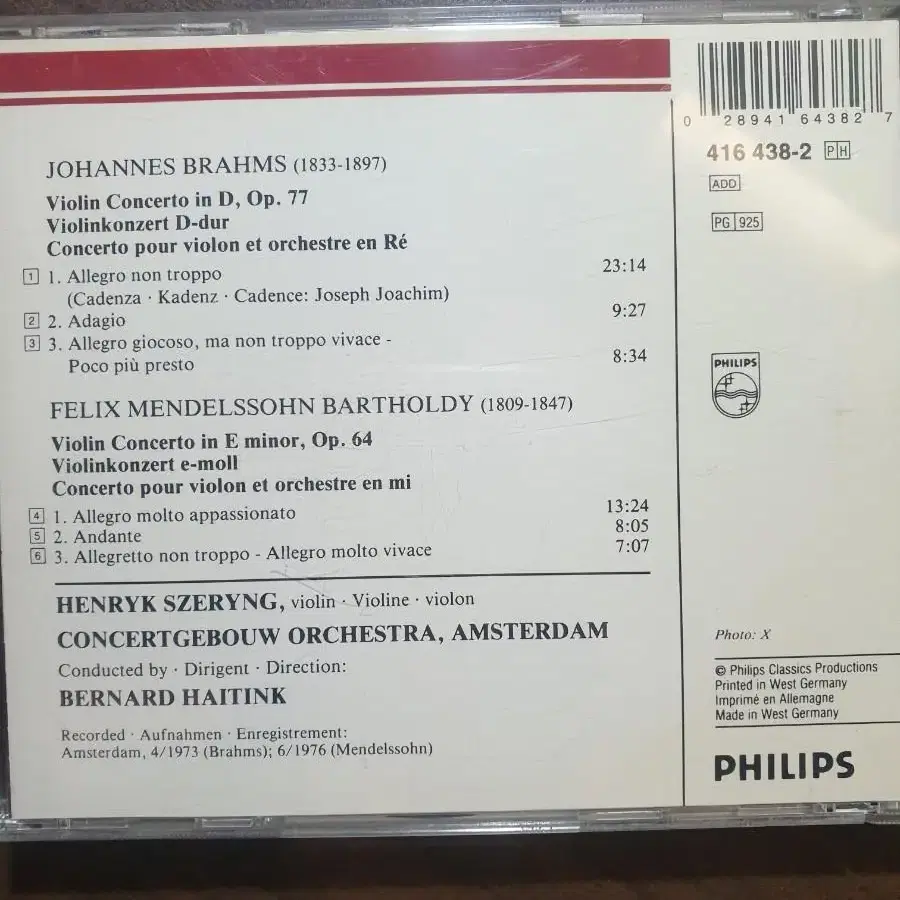 JOHANNES BRAHMS (1833-1897)
Violin Concerto in D, Op. 77
Violinkonzert D-dur
Concerto pour violon et orchestre en Ré
1 1. Allegro non troppo 23:14
(Cadenza · Kadenz · Cadence: Joseph Joachim)
2 2. Adagio 9:27
3 3. Allegro giocoso, ma non troppo vivace -
Poco più presto 8:34
FELIX MENDELSSOHN BARTHOLDY (1809-1847)
Violin Concerto in E minor, Op. 64
Violinkonzert e-moll
Concerto pour violon et orchestre en mi
4 1. Allegro molto appassionato 13:24
5 2. Andante 8:05
6 3. Allegretto non troppo - Allegro molto vivace 7:07
HENRYK SZERYNG, violin · Violine · violon
CONCERTGEBOUW ORCHESTRA, AMSTERDAM
Conducted by · Dirigent · Direction:
BERNARD HAITINK
Recorded · Aufnahmen · Enregistrement:
Amsterdam, 4/1973 (Brahms); 6/1976 (Mendelssohn)
0 28941 64382 7
416 438-2 PH
ADD
PG 925
PHILIPS
Photo: X
© Philips Classics Productions
Printed in West Germany
Imprimé en Allemagne
Made in West Germany
PHILIPS